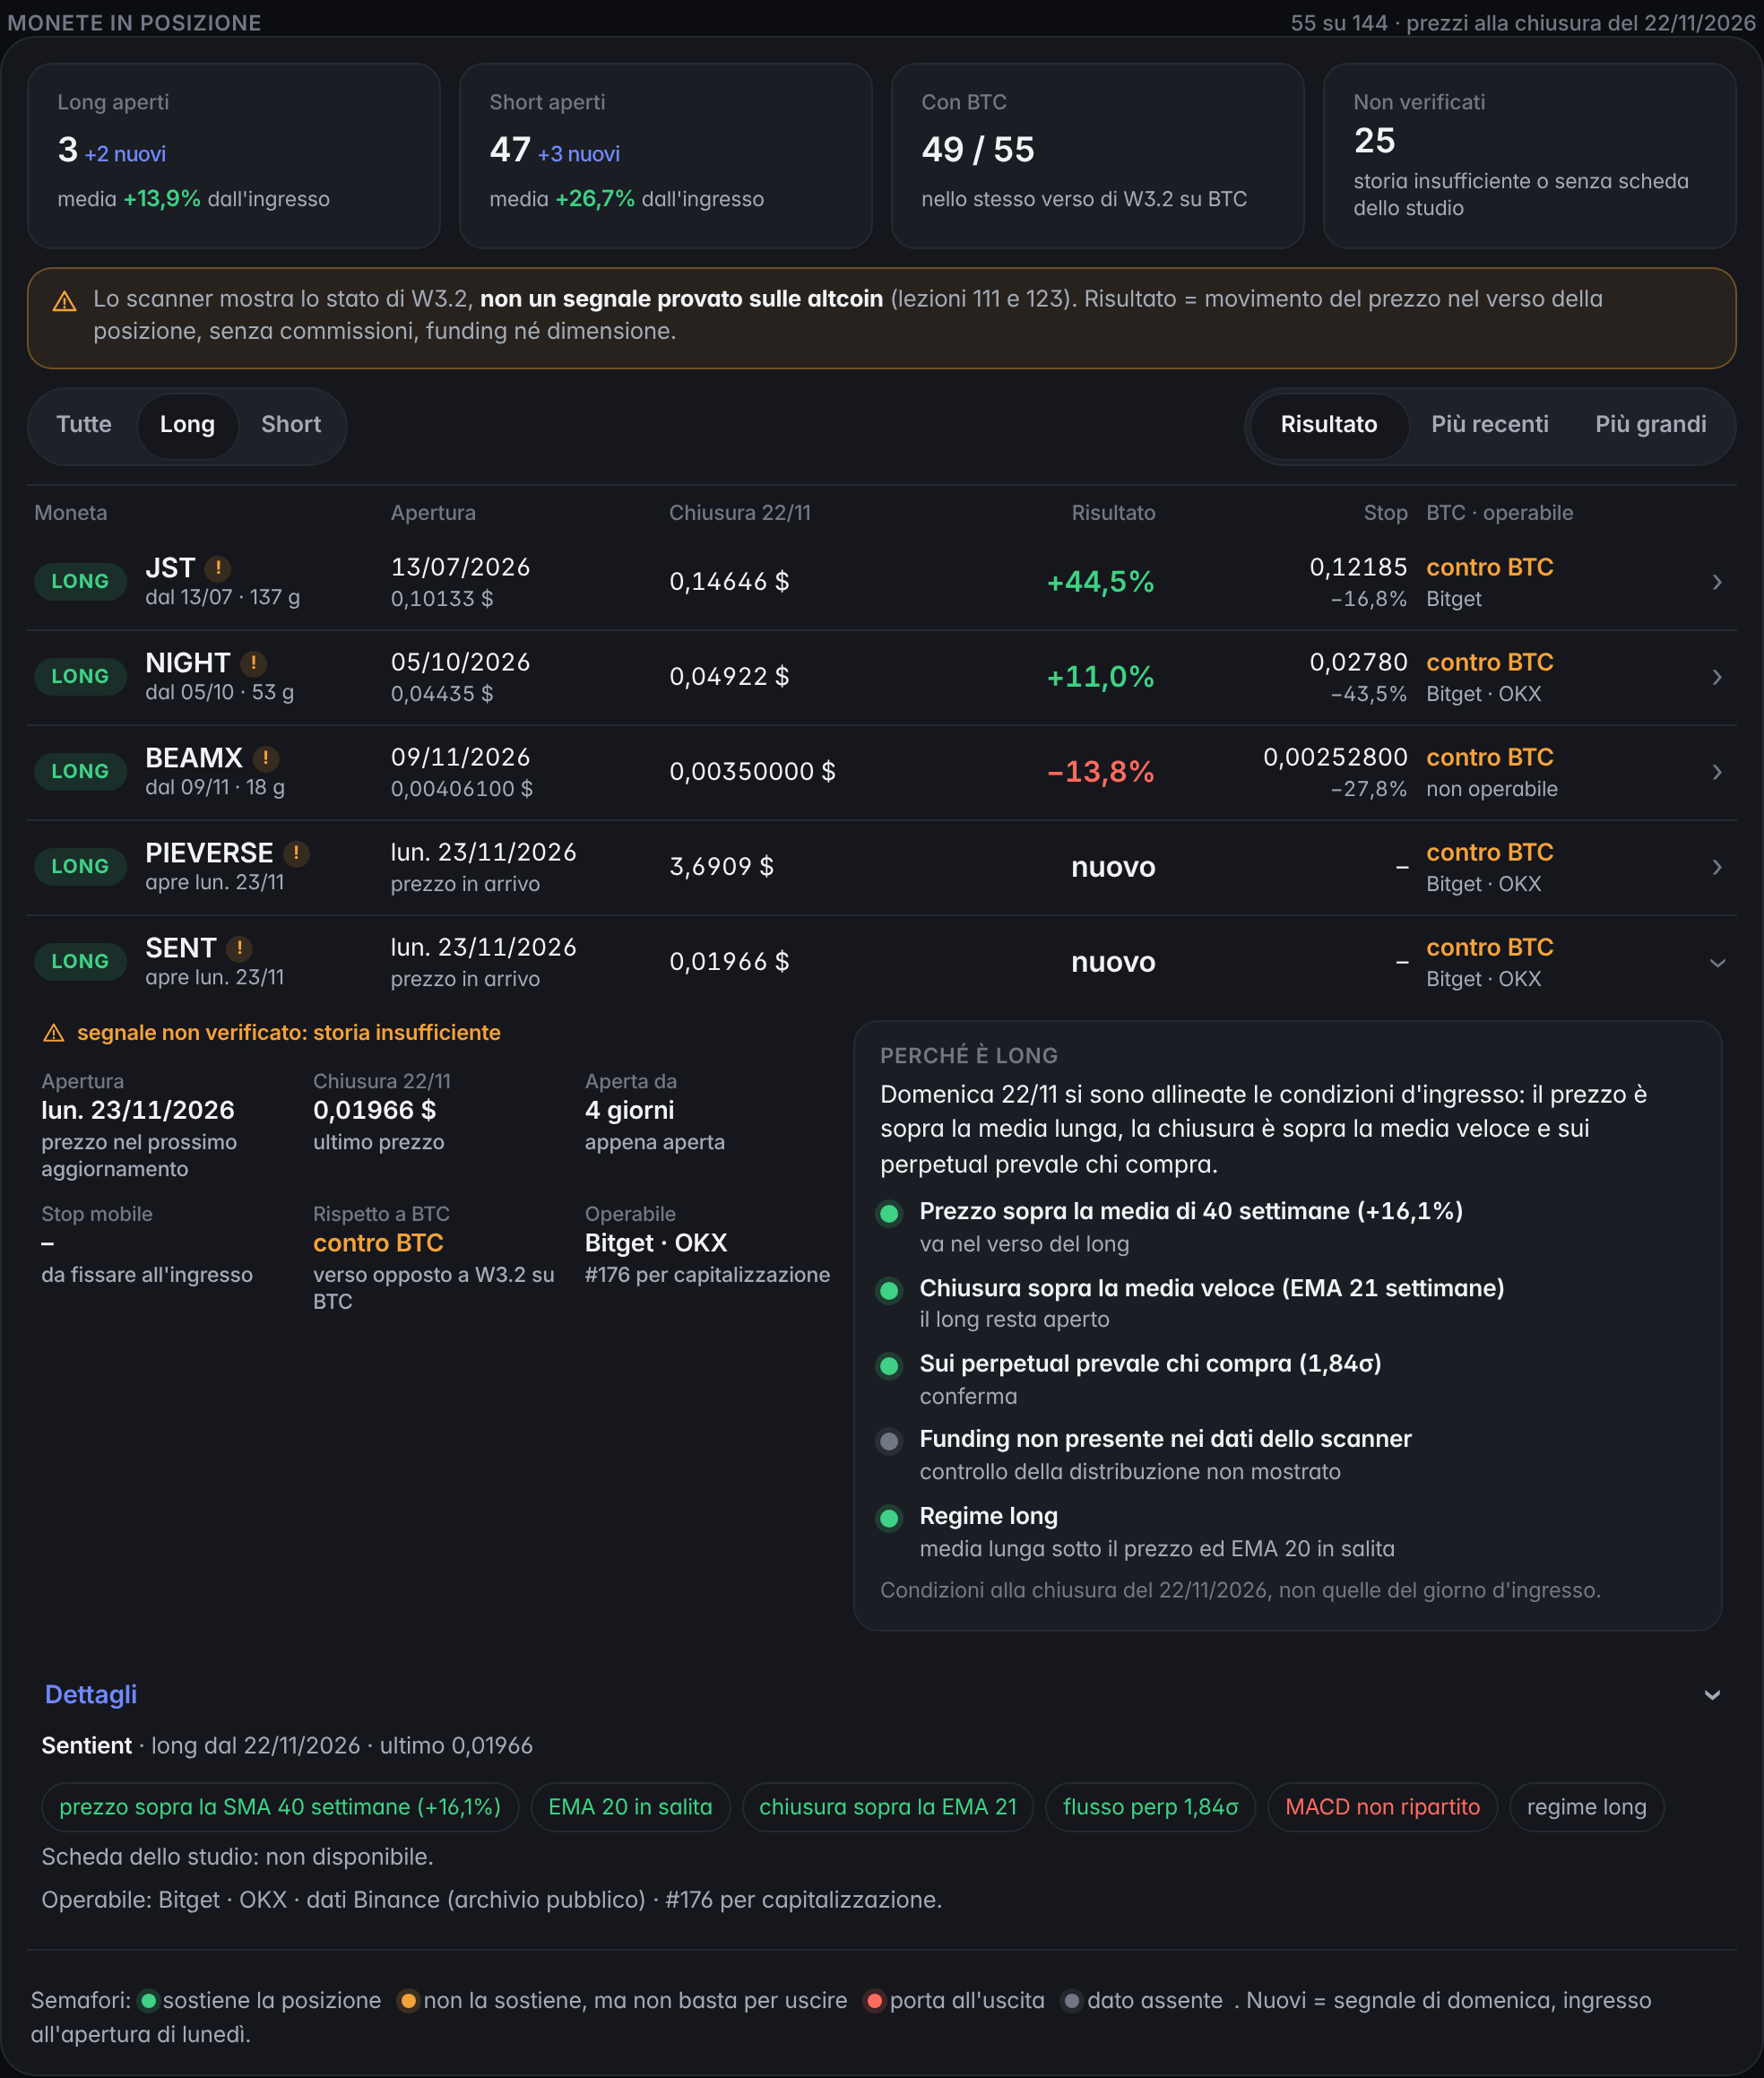 MONETE IN POSIZIONE
55 su 144 · prezzi alla chiusura del 22/11/2026
Long aperti
3 +2 nuovi
media +13,9% dall'ingresso
Short aperti
47 +3 nuovi
media +26,7% dall'ingresso
Con BTC
49 / 55
nello stesso verso di W3.2 su BTC
Non verificati
25
storia insufficiente o senza scheda
dello studio
Lo scanner mostra lo stato di W3.2, non un segnale provato sulle altcoin (lezioni 111 e 123). Risultato = movimento del prezzo nel verso della
posizione, senza commissioni, funding né dimensione.
Tutte Long Short
Risultato Più recenti Più grandi
Moneta Apertura Chiusura 22/11 Risultato Stop BTC · operabile
LONG JST ! 13/07/2026 0,14646 $ +44,5% 0,12185 contro BTC ›
dal 13/07 · 137 g 0,10133 $ −16,8% Bitget
LONG NIGHT ! 05/10/2026 0,04922 $ +11,0% 0,02780 contro BTC ›
dal 05/10 · 53 g 0,04435 $ −43,5% Bitget · OKX
LONG BEAMX ! 09/11/2026 0,00350000 $ −13,8% 0,00252800 contro BTC ›
dal 09/11 · 18 g 0,00406100 $ −27,8% non operabile
LONG PIEVERSE ! lun. 23/11/2026 3,6909 $ nuovo – contro BTC ›
apre lun. 23/11 prezzo in arrivo Bitget · OKX
LONG SENT ! lun. 23/11/2026 0,01966 $ nuovo – contro BTC
apre lun. 23/11 prezzo in arrivo Bitget · OKX
segnale non verificato: storia insufficiente
Apertura
lun. 23/11/2026
prezzo nel prossimo
aggiornamento
Chiusura 22/11
0,01966 $
ultimo prezzo
Aperta da
4 giorni
appena aperta
Stop mobile
–
da fissare all'ingresso
Rispetto a BTC
contro BTC
verso opposto a W3.2 su
BTC
Operabile
Bitget · OKX
#176 per capitalizzazione
PERCHÉ È LONG
Domenica 22/11 si sono allineate le condizioni d'ingresso: il prezzo è
sopra la media lunga, la chiusura è sopra la media veloce e sui
perpetual prevale chi compra.
Prezzo sopra la media di 40 settimane (+16,1%)
va nel verso del long
Chiusura sopra la media veloce (EMA 21 settimane)
il long resta aperto
Sui perpetual prevale chi compra (1,84σ)
conferma
Funding non presente nei dati dello scanner
controllo della distribuzione non mostrato
Regime long
media lunga sotto il prezzo ed EMA 20 in salita
Condizioni alla chiusura del 22/11/2026, non quelle del giorno d'ingresso.
Dettagli
Sentient · long dal 22/11/2026 · ultimo 0,01966
prezzo sopra la SMA 40 settimane (+16,1%) EMA 20 in salita chiusura sopra la EMA 21 flusso perp 1,84σ MACD non ripartito regime long
Scheda dello studio: non disponibile.
Operabile: Bitget · OKX · dati Binance (archivio pubblico) · #176 per capitalizzazione.
Semafori: sostiene la posizione non la sostiene, ma non basta per uscire porta all'uscita dato assente . Nuovi = segnale di domenica, ingresso
all'apertura di lunedì.